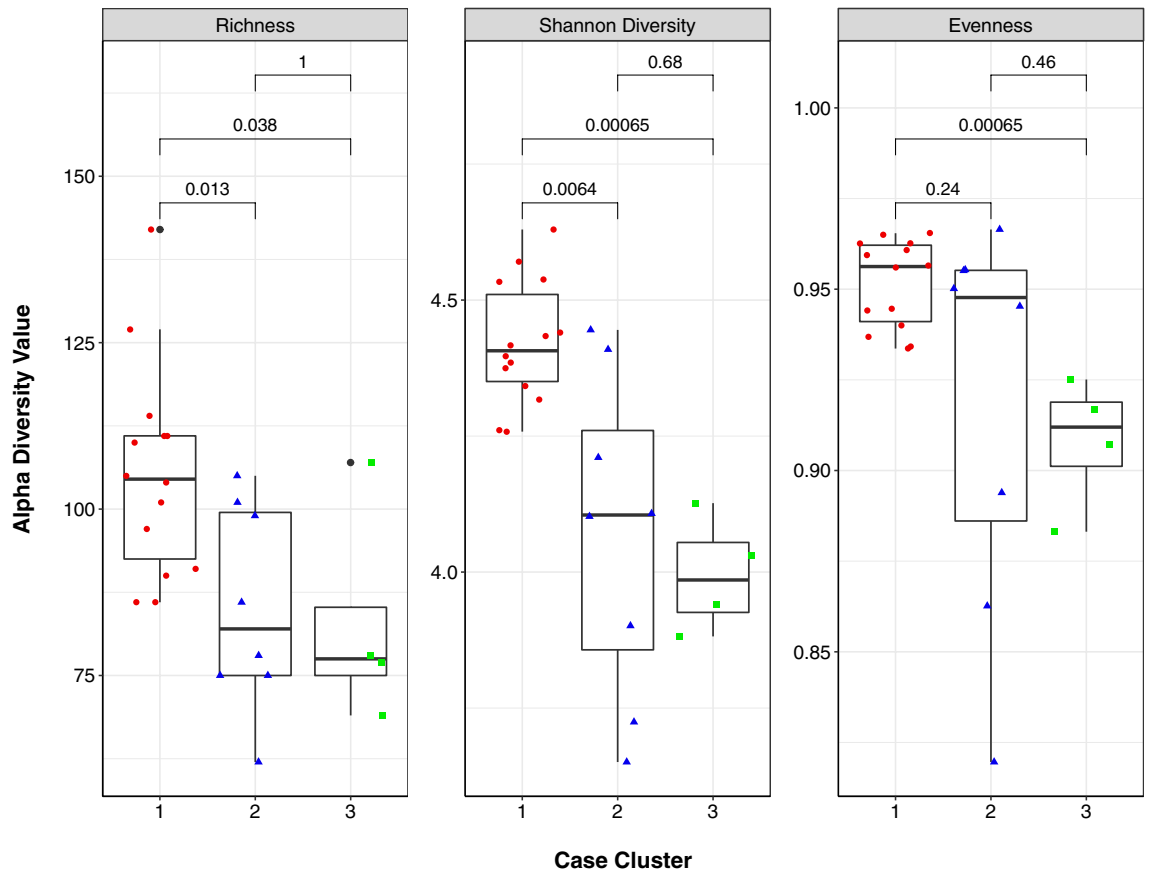 Richness
Shannon Diversity
Evenness
Alpha Diversity Value
1
0.038
0.013
150
125
100
75
1 2 3
0.68
0.00065
0.0064
4.5
4.0
1 2 3
0.46
0.00065
0.24
1.00
0.95
0.90
0.85
1 2 3
Case Cluster